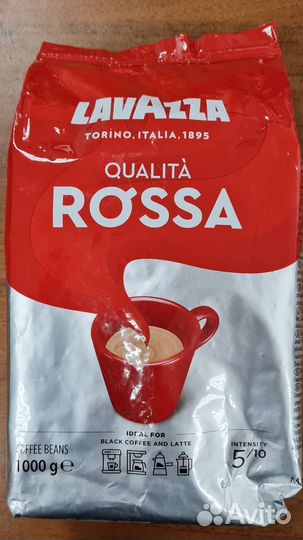 LAVAZZA
TORINO, ITALIA, 1895
QUALITÀ
ROSSA
IDEAL FOR
BLACK COFFEE AND LATTE
COFFEE BEANS
1000 g e
INTENSITY
5/10
Avito